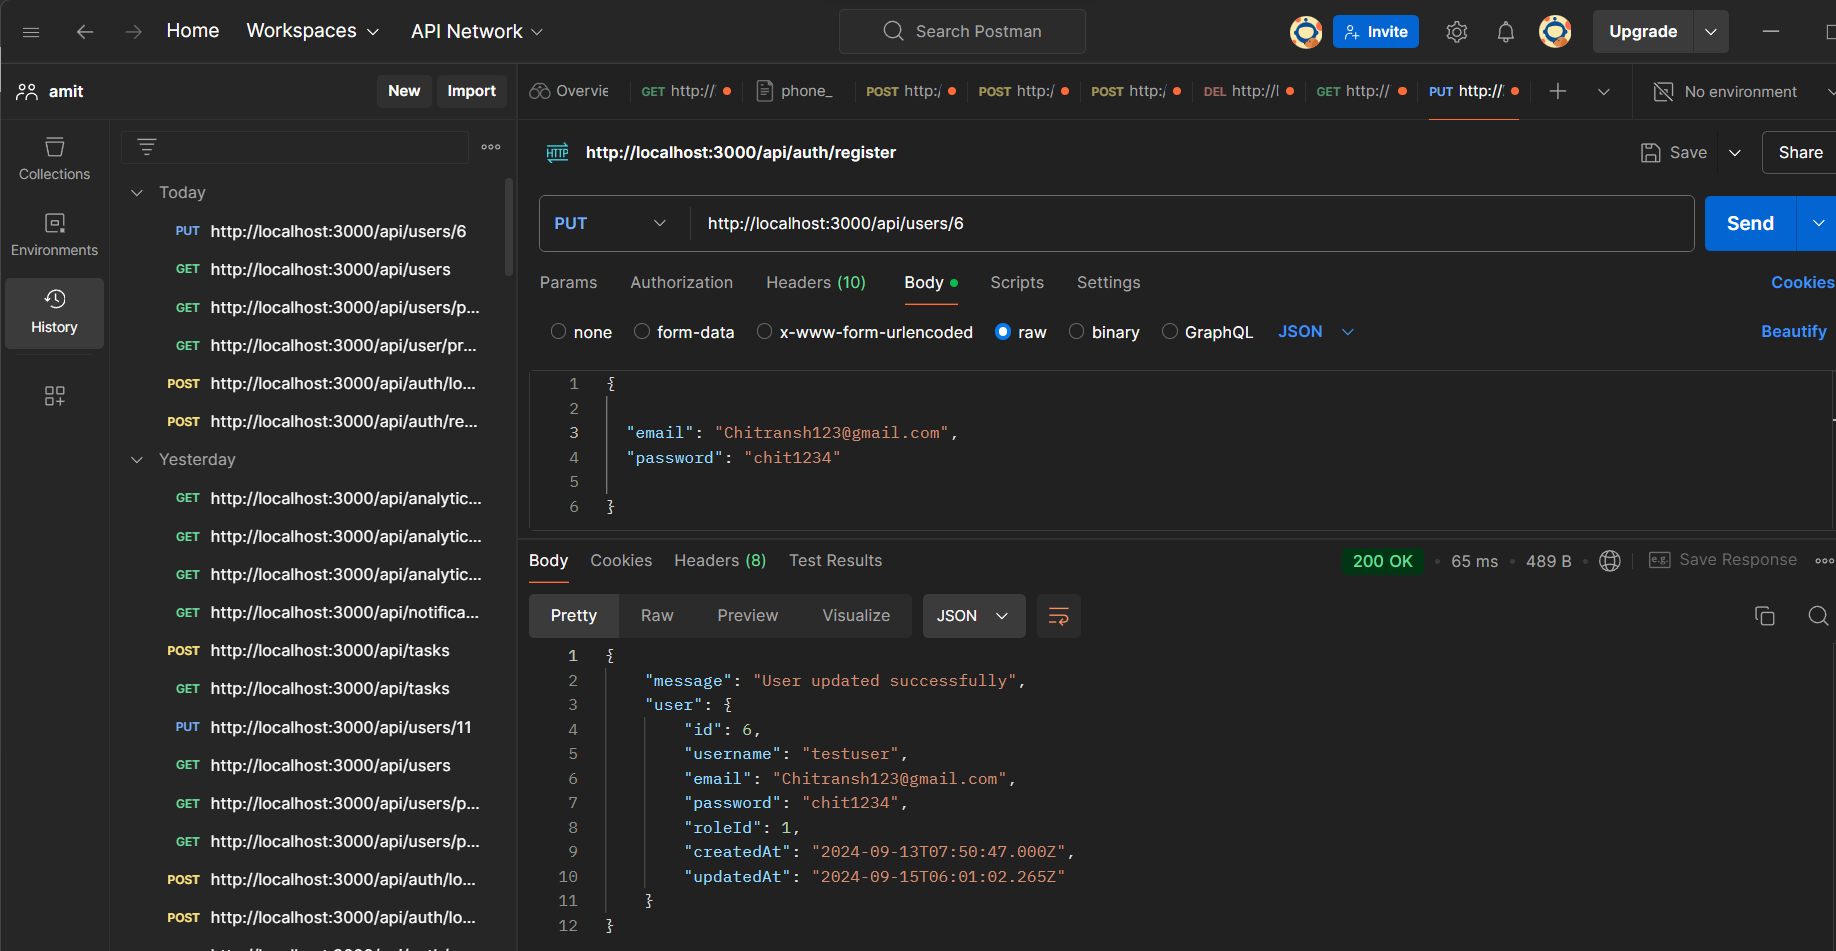 Home Workspaces API Network Search Postman Invite Upgrade
amit New Import
Overvie GET http:// phone_ POST http:/ POST http:/ POST http:/ DEL http://l GET http:// PUT http:// No environment
Collections
Environments
History
Today
PUT http://localhost:3000/api/users/6
GET http://localhost:3000/api/users
GET http://localhost:3000/api/users/p...
GET http://localhost:3000/api/user/pr...
POST http://localhost:3000/api/auth/lo...
POST http://localhost:3000/api/auth/re...
Yesterday
GET http://localhost:3000/api/analytic...
GET http://localhost:3000/api/analytic...
GET http://localhost:3000/api/analytic...
GET http://localhost:3000/api/notifica...
POST http://localhost:3000/api/tasks
GET http://localhost:3000/api/tasks
PUT http://localhost:3000/api/users/11
GET http://localhost:3000/api/users
GET http://localhost:3000/api/users/p...
GET http://localhost:3000/api/users/p...
POST http://localhost:3000/api/auth/lo...
POST http://localhost:3000/api/auth/lo...
HTTP http://localhost:3000/api/auth/register Save Share
PUT http://localhost:3000/api/users/6 Send
Params Authorization Headers (10) Body Scripts Settings Cookies
none form-data x-www-form-urlencoded raw binary GraphQL JSON Beautify
1 {
2
3 "email": "Chitransh123@gmail.com",
4 "password": "chit1234"
5
6 }
Body Cookies Headers (8) Test Results 200 OK 65 ms 489 B e.g. Save Response
Pretty Raw Preview Visualize JSON
1 {
2 "message": "User updated successfully",
3 "user": {
4 "id": 6,
5 "username": "testuser",
6 "email": "Chitransh123@gmail.com",
7 "password": "chit1234",
8 "roleId": 1,
9 "createdAt": "2024-09-13T07:50:47.000Z",
10 "updatedAt": "2024-09-15T06:01:02.265Z"
11 }
12 }